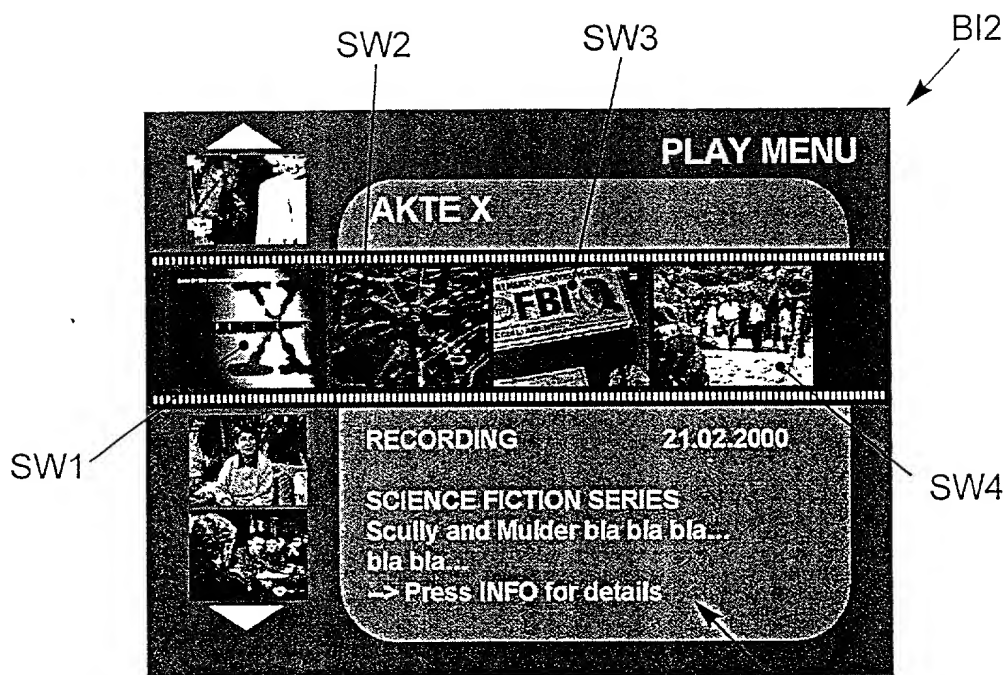 BI2
SW2
SW3
PLAY MENU
AKTE X
X
FBI
SW1
RECORDING 21.02.2000
SW4
SCIENCE FICTION SERIES
Scully and Mulder bla bla bla...
bla bla...
--> Press INFO for details